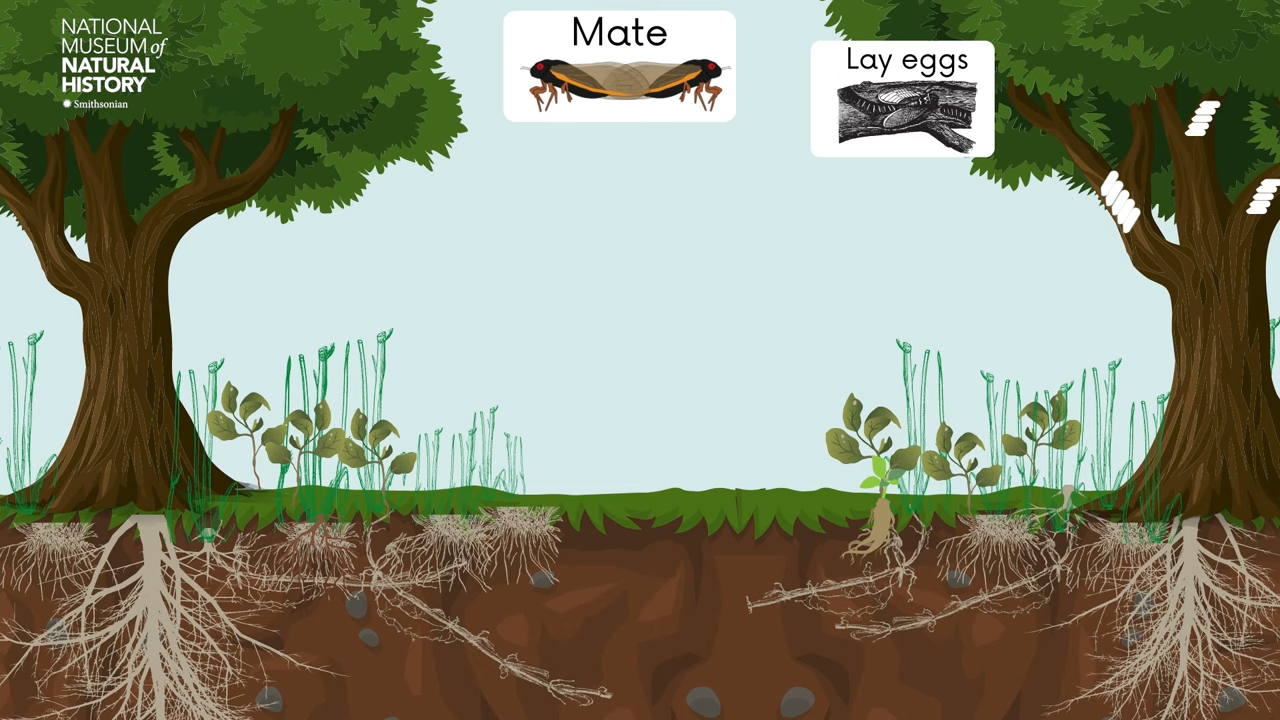 NATIONAL
MUSEUM of
NATURAL
HISTORY
Smithsonian
Mate
Lay eggs